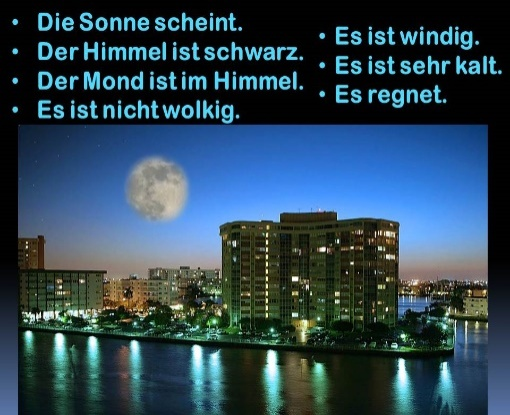 • Die Sonne scheint.
• Der Himmel ist schwarz.
• Der Mond ist im Himmel.
• Es ist nicht wolkig.
• Es ist windig.
• Es ist sehr kalt.
• Es regnet.